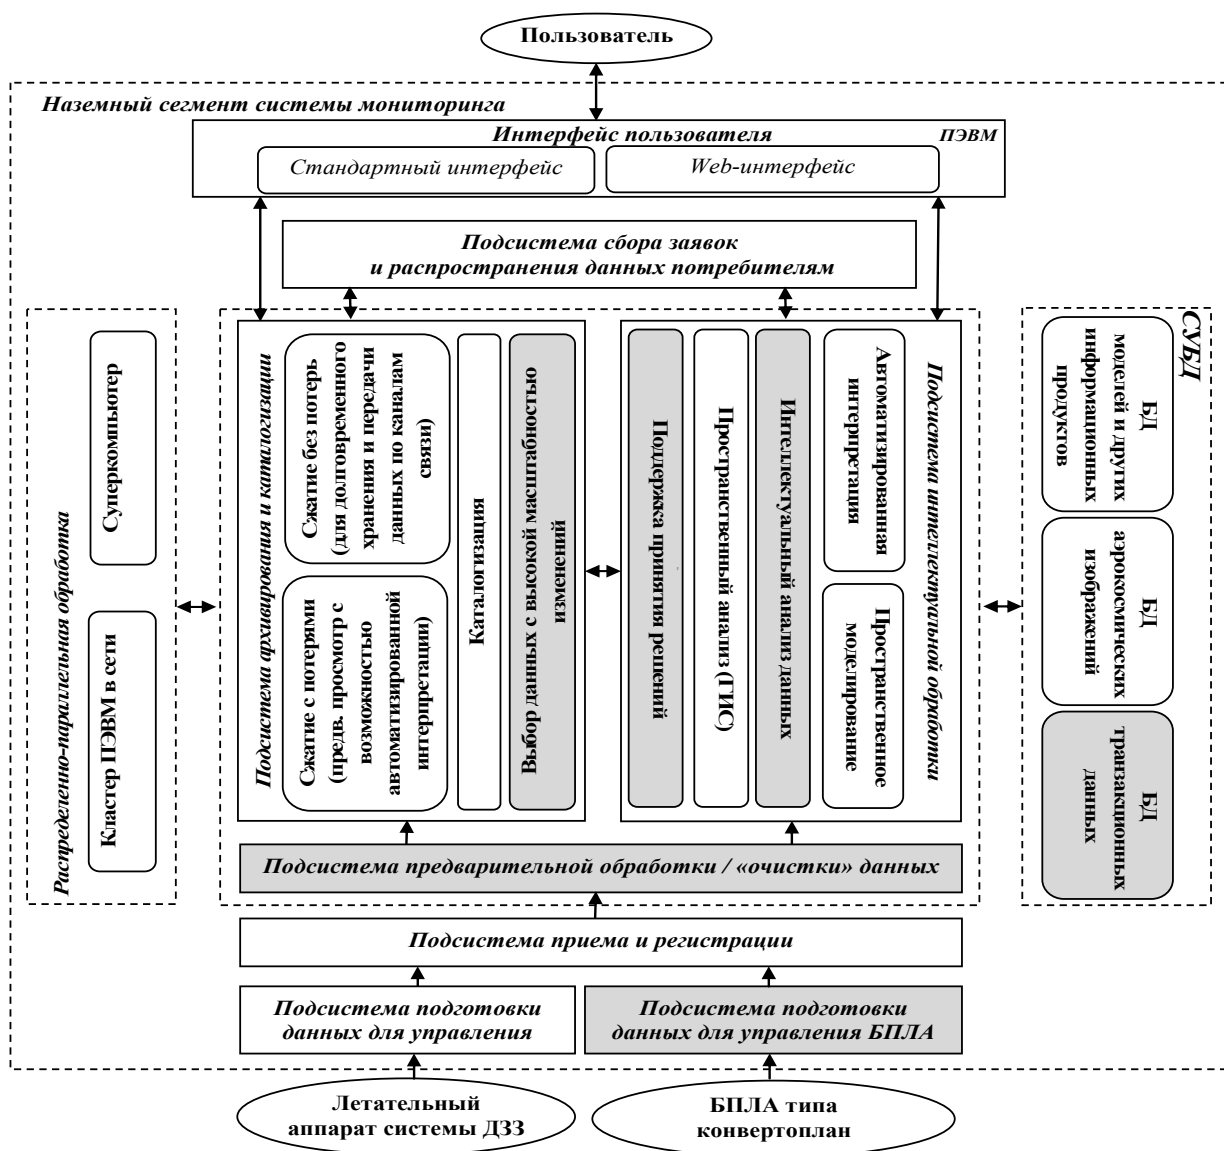 Пользователь
Наземный сегмент системы мониторинга
Интерфейс пользователя
ПЭВМ
Стандартный интерфейс
Web-интерфейс
Подсистема сбора заявок
и распространения данных потребителям
Распределенно-параллельная обработка
Суперкомпьютер
Кластер ПЭВМ в сети
Подсистема архивирования и каталогизации
Сжатие без потерь
(для долговременного
хранения и передачи
данных по каналам
связи)
Сжатие с потерями
(предв. просмотр с
возможностью
автоматизированной
интерпретации)
Каталогизация
Выбор данных с высокой масштабностью
изменений
Поддержка принятия
решений
Пространственный анализ (ГИС)
Интеллектуальный анализ данных
Автоматизированная
интерпретация
Пространственное
моделирование
Подсистема интеллектуальной обработки
СУБД
БД
моделей и других
информационных
продуктов
БД
аэрокосмических
изображений
БД
транзакционных
данных
Подсистема предварительной обработки / «очистки» данных
Подсистема приема и регистрации
Подсистема подготовки
данных для управления
Подсистема подготовки
данных для управления БПЛА
Летательный
аппарат системы ДЗЗ
БПЛА типа
конвертоплан